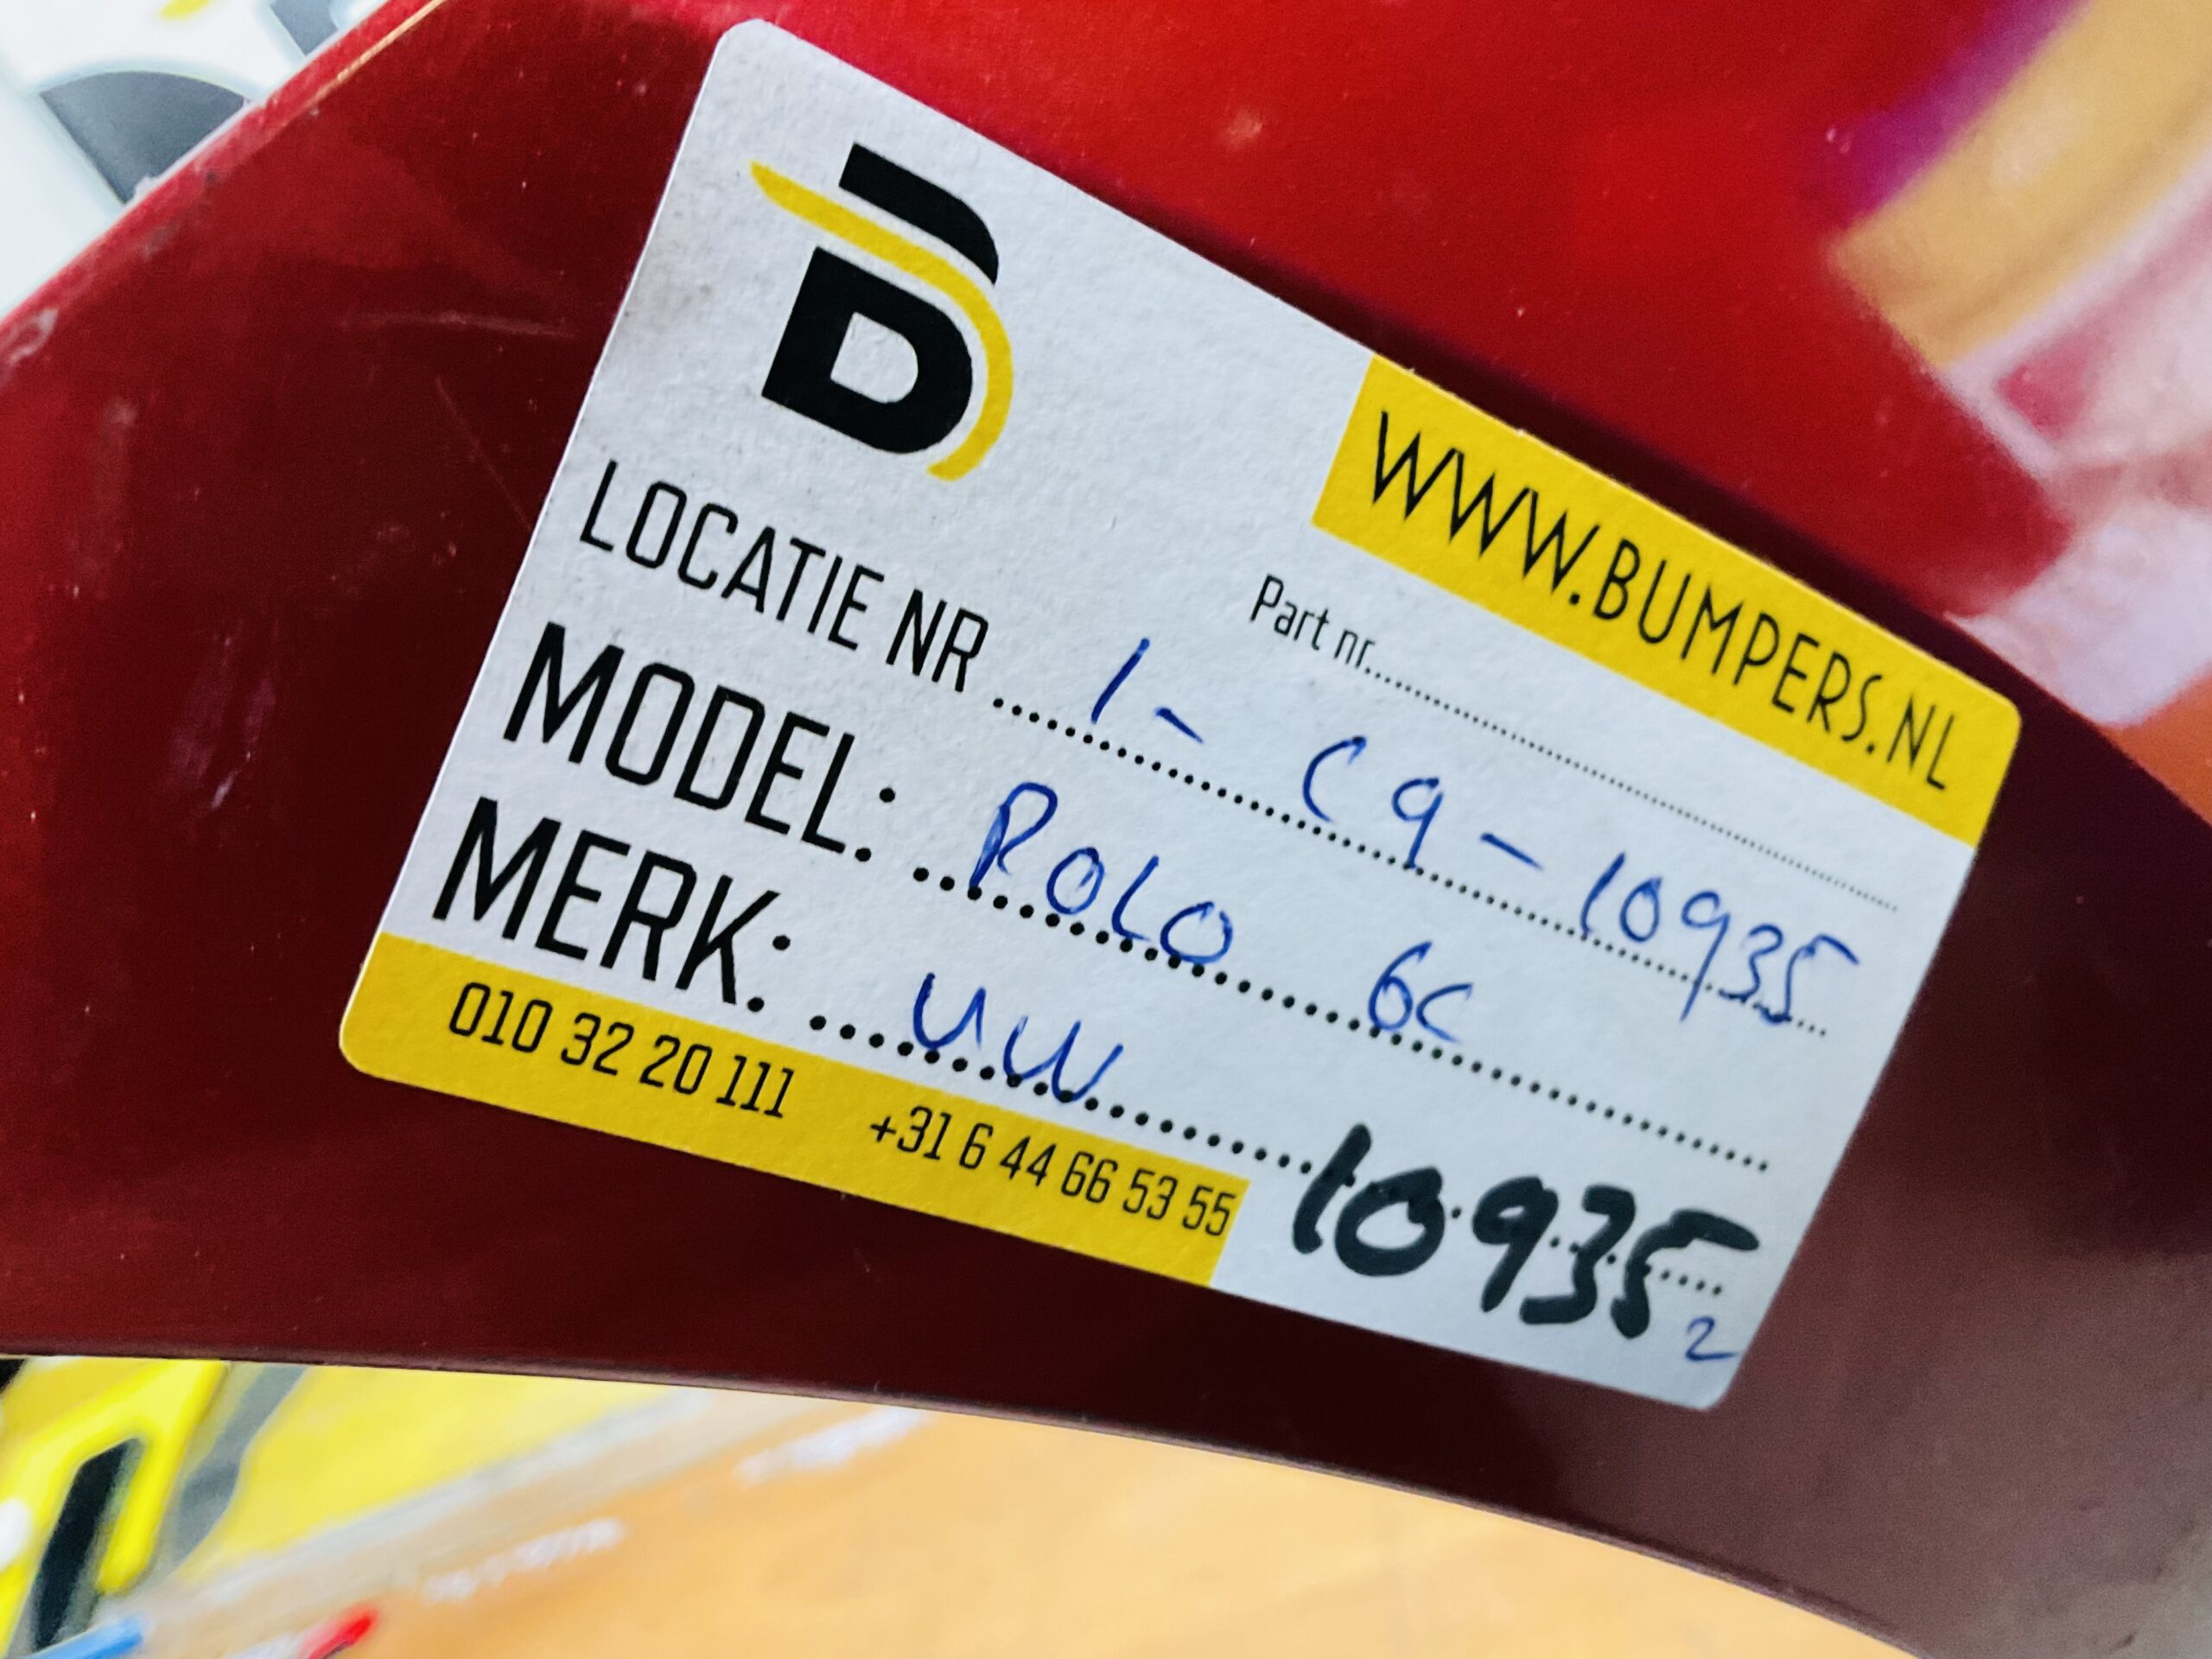 B
WWW.BUMPERS.NL
Part nr..........
LOCATIE NR .......... 1 - C9 - 10935
MODEL: .......... POLO 6C
MERK: .......... VW
10935
2
010 32 20 111 +31 6 44 66 53 55